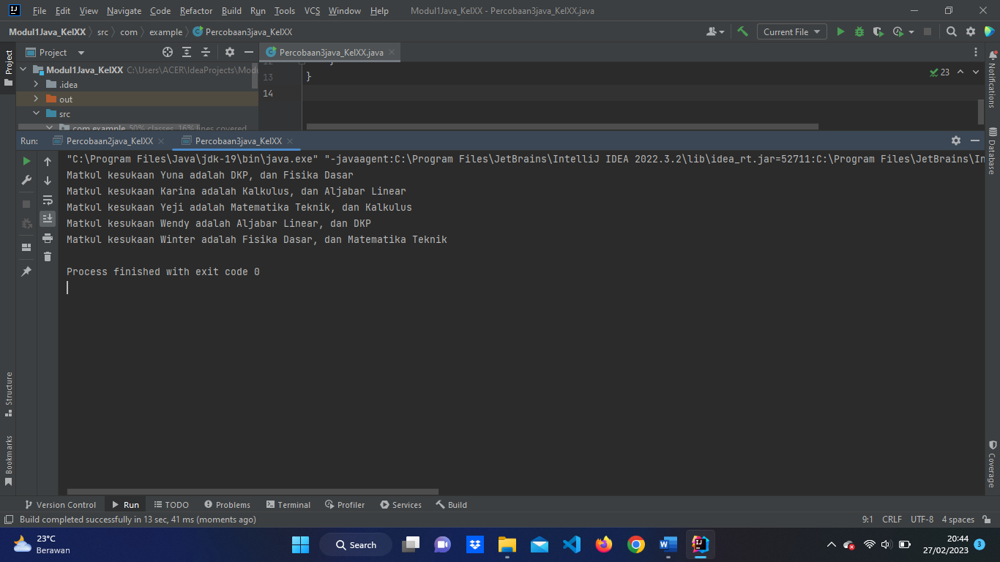 File Edit View Navigate Code Refactor Build Run Tools VCS Window Help Modul1Java_KelXX - Percobaan3java_KelXX.java
Modul1Java_KelXX src com example Percobaan3java_KelXX
Current File
Project
Percobaan3java_KelXX.java
Project
Modul1Java_KelXX C:\Users\ACER\IdeaProjects\Modu
.idea
out
src
com.example 50% classes, 16% lines covered
12 }
13 }
14
23
Notifications
Database
Run: Percobaan2java_KelXX Percobaan3java_KelXX
"C:\Program Files\Java\jdk-19\bin\java.exe" "-javaagent:C:\Program Files\JetBrains\IntelliJ IDEA 2022.3.2\lib\idea_rt.jar=52711:C:\Program Files\JetBrains\In
Matkul kesukaan Yuna adalah DKP, dan Fisika Dasar
Matkul kesukaan Karina adalah Kalkulus, dan Aljabar Linear
Matkul kesukaan Yeji adalah Matematika Teknik, dan Kalkulus
Matkul kesukaan Wendy adalah Aljabar Linear, dan DKP
Matkul kesukaan Winter adalah Fisika Dasar, dan Matematika Teknik
Process finished with exit code 0
Structure
Bookmarks
Coverage
Version Control Run TODO Problems Terminal Profiler Services Build
Build completed successfully in 13 sec, 41 ms (moments ago)
9:1 CRLF UTF-8 4 spaces
23°C
Berawan
Search
20:44
27/02/2023
3